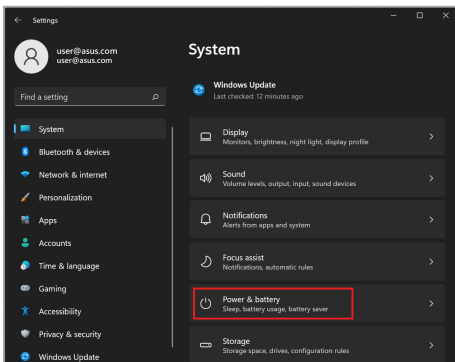 Settings
user@asus.com
user@asus.com
Find a setting
System
Bluetooth & devices
Network & internet
Personalization
Apps
Accounts
Time & language
Gaming
Accessibility
Privacy & security
Windows Update
System
Windows Update
Last checked: 12 minutes ago
Display
Monitors, brightness, night light, display profile
Sound
Volume levels, output, input, sound devices
Notifications
Alerts from apps and system
Focus assist
Notifications, automatic rules
Power & battery
Sleep, battery usage, battery saver
Storage
Storage space, drives, configuration rules